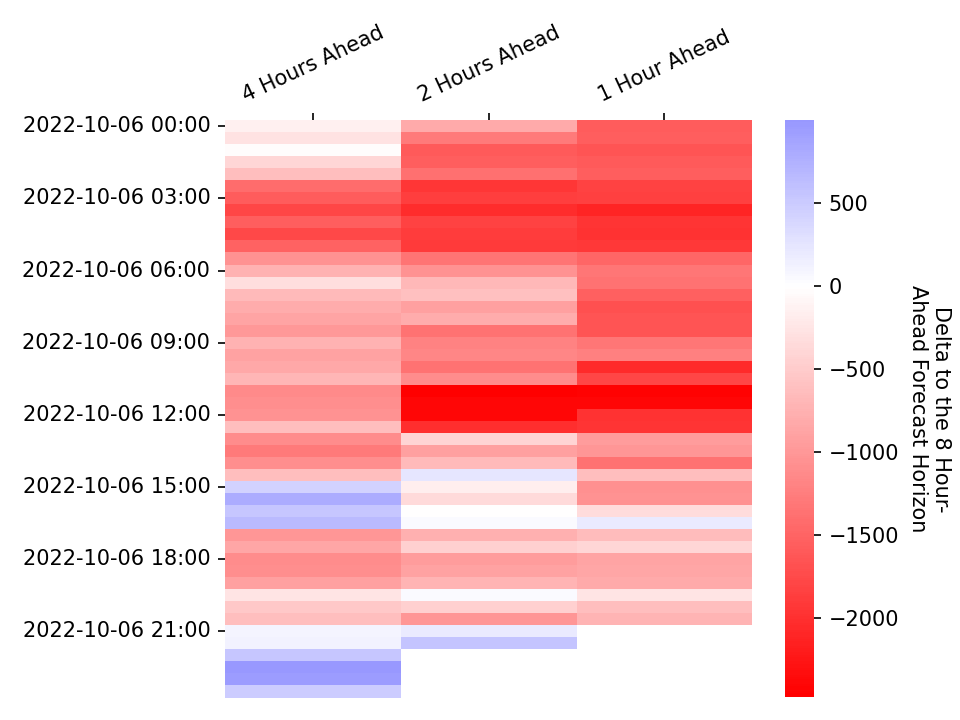 4 Hours Ahead
2 Hours Ahead
1 Hour Ahead
2022-10-06 00:00
2022-10-06 03:00
2022-10-06 06:00
2022-10-06 09:00
2022-10-06 12:00
2022-10-06 15:00
2022-10-06 18:00
2022-10-06 21:00
500
0
−500
−1000
−1500
−2000
Delta to the 8 Hour-
Ahead Forecast Horizon